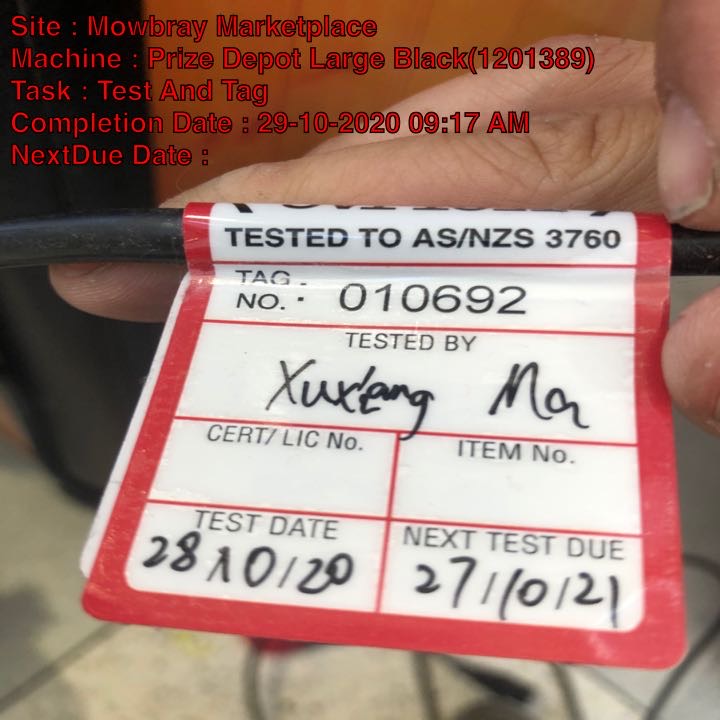 Site : Mowbray Marketplace
Machine : Prize Depot Large Black(1201389)
Task : Test And Tag
Completion Date : 29-10-2020 09:17 AM
NextDue Date :
TESTED TO AS/NZS 3760
TAG NO. : 010692
TESTED BY
Xuxiang Ma
CERT/ LIC No.
ITEM No.
TEST DATE
28/10/20
NEXT TEST DUE
27/10/21